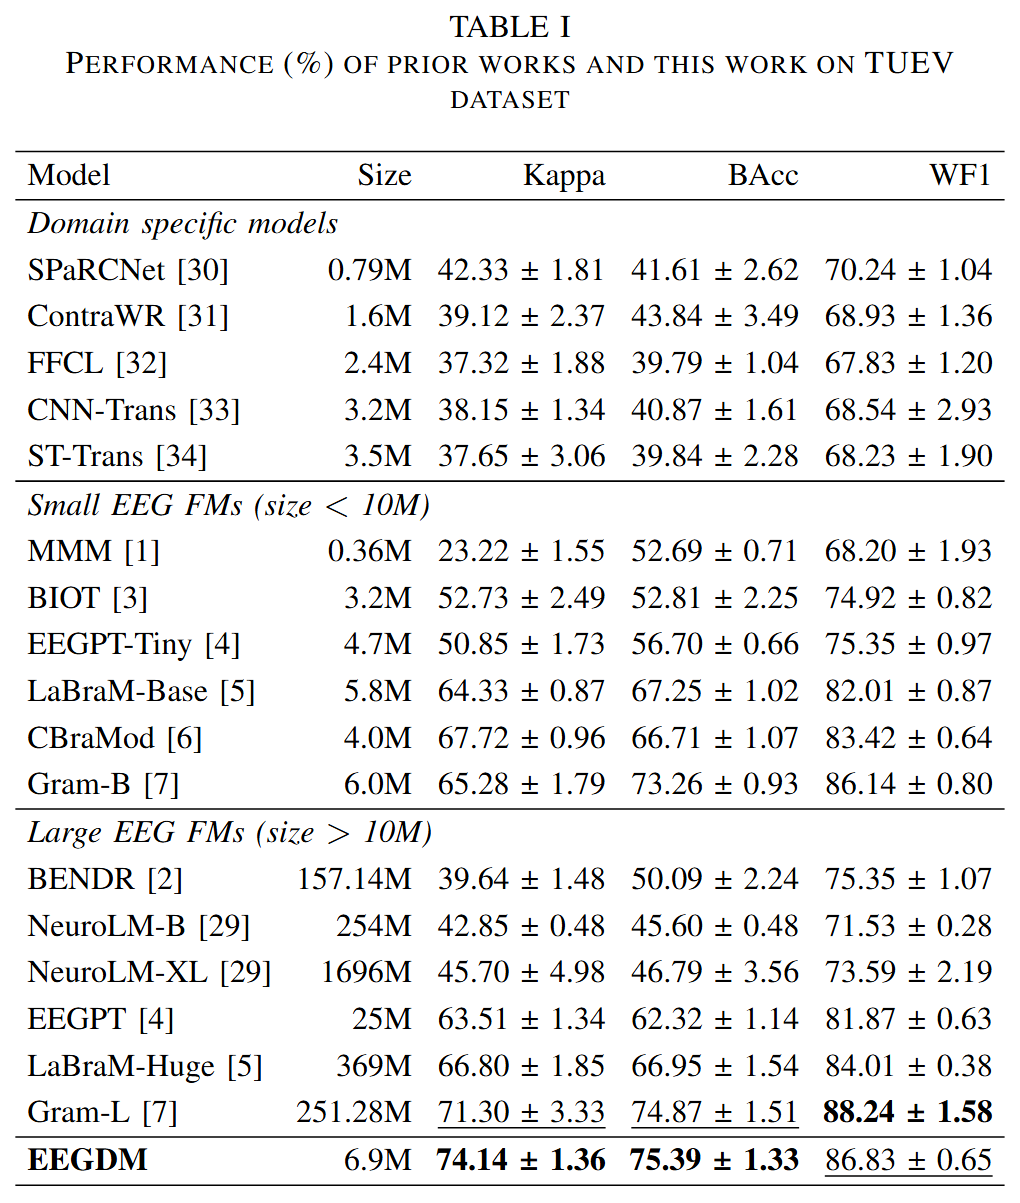 TABLE I
PERFORMANCE (%) OF PRIOR WORKS AND THIS WORK ON TUEV
DATASET
Model Size Kappa BAcc WF1
Domain specific models
SPaRCNet [30] 0.79M 42.33 ± 1.81 41.61 ± 2.62 70.24 ± 1.04
ContraWR [31] 1.6M 39.12 ± 2.37 43.84 ± 3.49 68.93 ± 1.36
FFCL [32] 2.4M 37.32 ± 1.88 39.79 ± 1.04 67.83 ± 1.20
CNN-Trans [33] 3.2M 38.15 ± 1.34 40.87 ± 1.61 68.54 ± 2.93
ST-Trans [34] 3.5M 37.65 ± 3.06 39.84 ± 2.28 68.23 ± 1.90
Small EEG FMs (size < 10M)
MMM [1] 0.36M 23.22 ± 1.55 52.69 ± 0.71 68.20 ± 1.93
BIOT [3] 3.2M 52.73 ± 2.49 52.81 ± 2.25 74.92 ± 0.82
EEGPT-Tiny [4] 4.7M 50.85 ± 1.73 56.70 ± 0.66 75.35 ± 0.97
LaBraM-Base [5] 5.8M 64.33 ± 0.87 67.25 ± 1.02 82.01 ± 0.87
CBraMod [6] 4.0M 67.72 ± 0.96 66.71 ± 1.07 83.42 ± 0.64
Gram-B [7] 6.0M 65.28 ± 1.79 73.26 ± 0.93 86.14 ± 0.80
Large EEG FMs (size > 10M)
BENDR [2] 157.14M 39.64 ± 1.48 50.09 ± 2.24 75.35 ± 1.07
NeuroLM-B [29] 254M 42.85 ± 0.48 45.60 ± 0.48 71.53 ± 0.28
NeuroLM-XL [29] 1696M 45.70 ± 4.98 46.79 ± 3.56 73.59 ± 2.19
EEGPT [4] 25M 63.51 ± 1.34 62.32 ± 1.14 81.87 ± 0.63
LaBraM-Huge [5] 369M 66.80 ± 1.85 66.95 ± 1.54 84.01 ± 0.38
Gram-L [7] 251.28M 71.30 ± 3.33 74.87 ± 1.51 88.24 ± 1.58
EEGDM 6.9M 74.14 ± 1.36 75.39 ± 1.33 86.83 ± 0.65